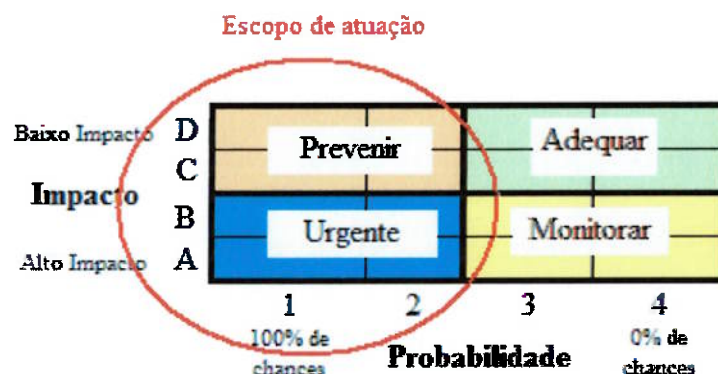 Escopo de atuação
Baixo Impacto D
Prevenir
Adequar
C
Impacto
B
Urgente
Monitorar
Alto Impacto A
1 2 3 4
100% de chances
Probabilidade
0% de chances